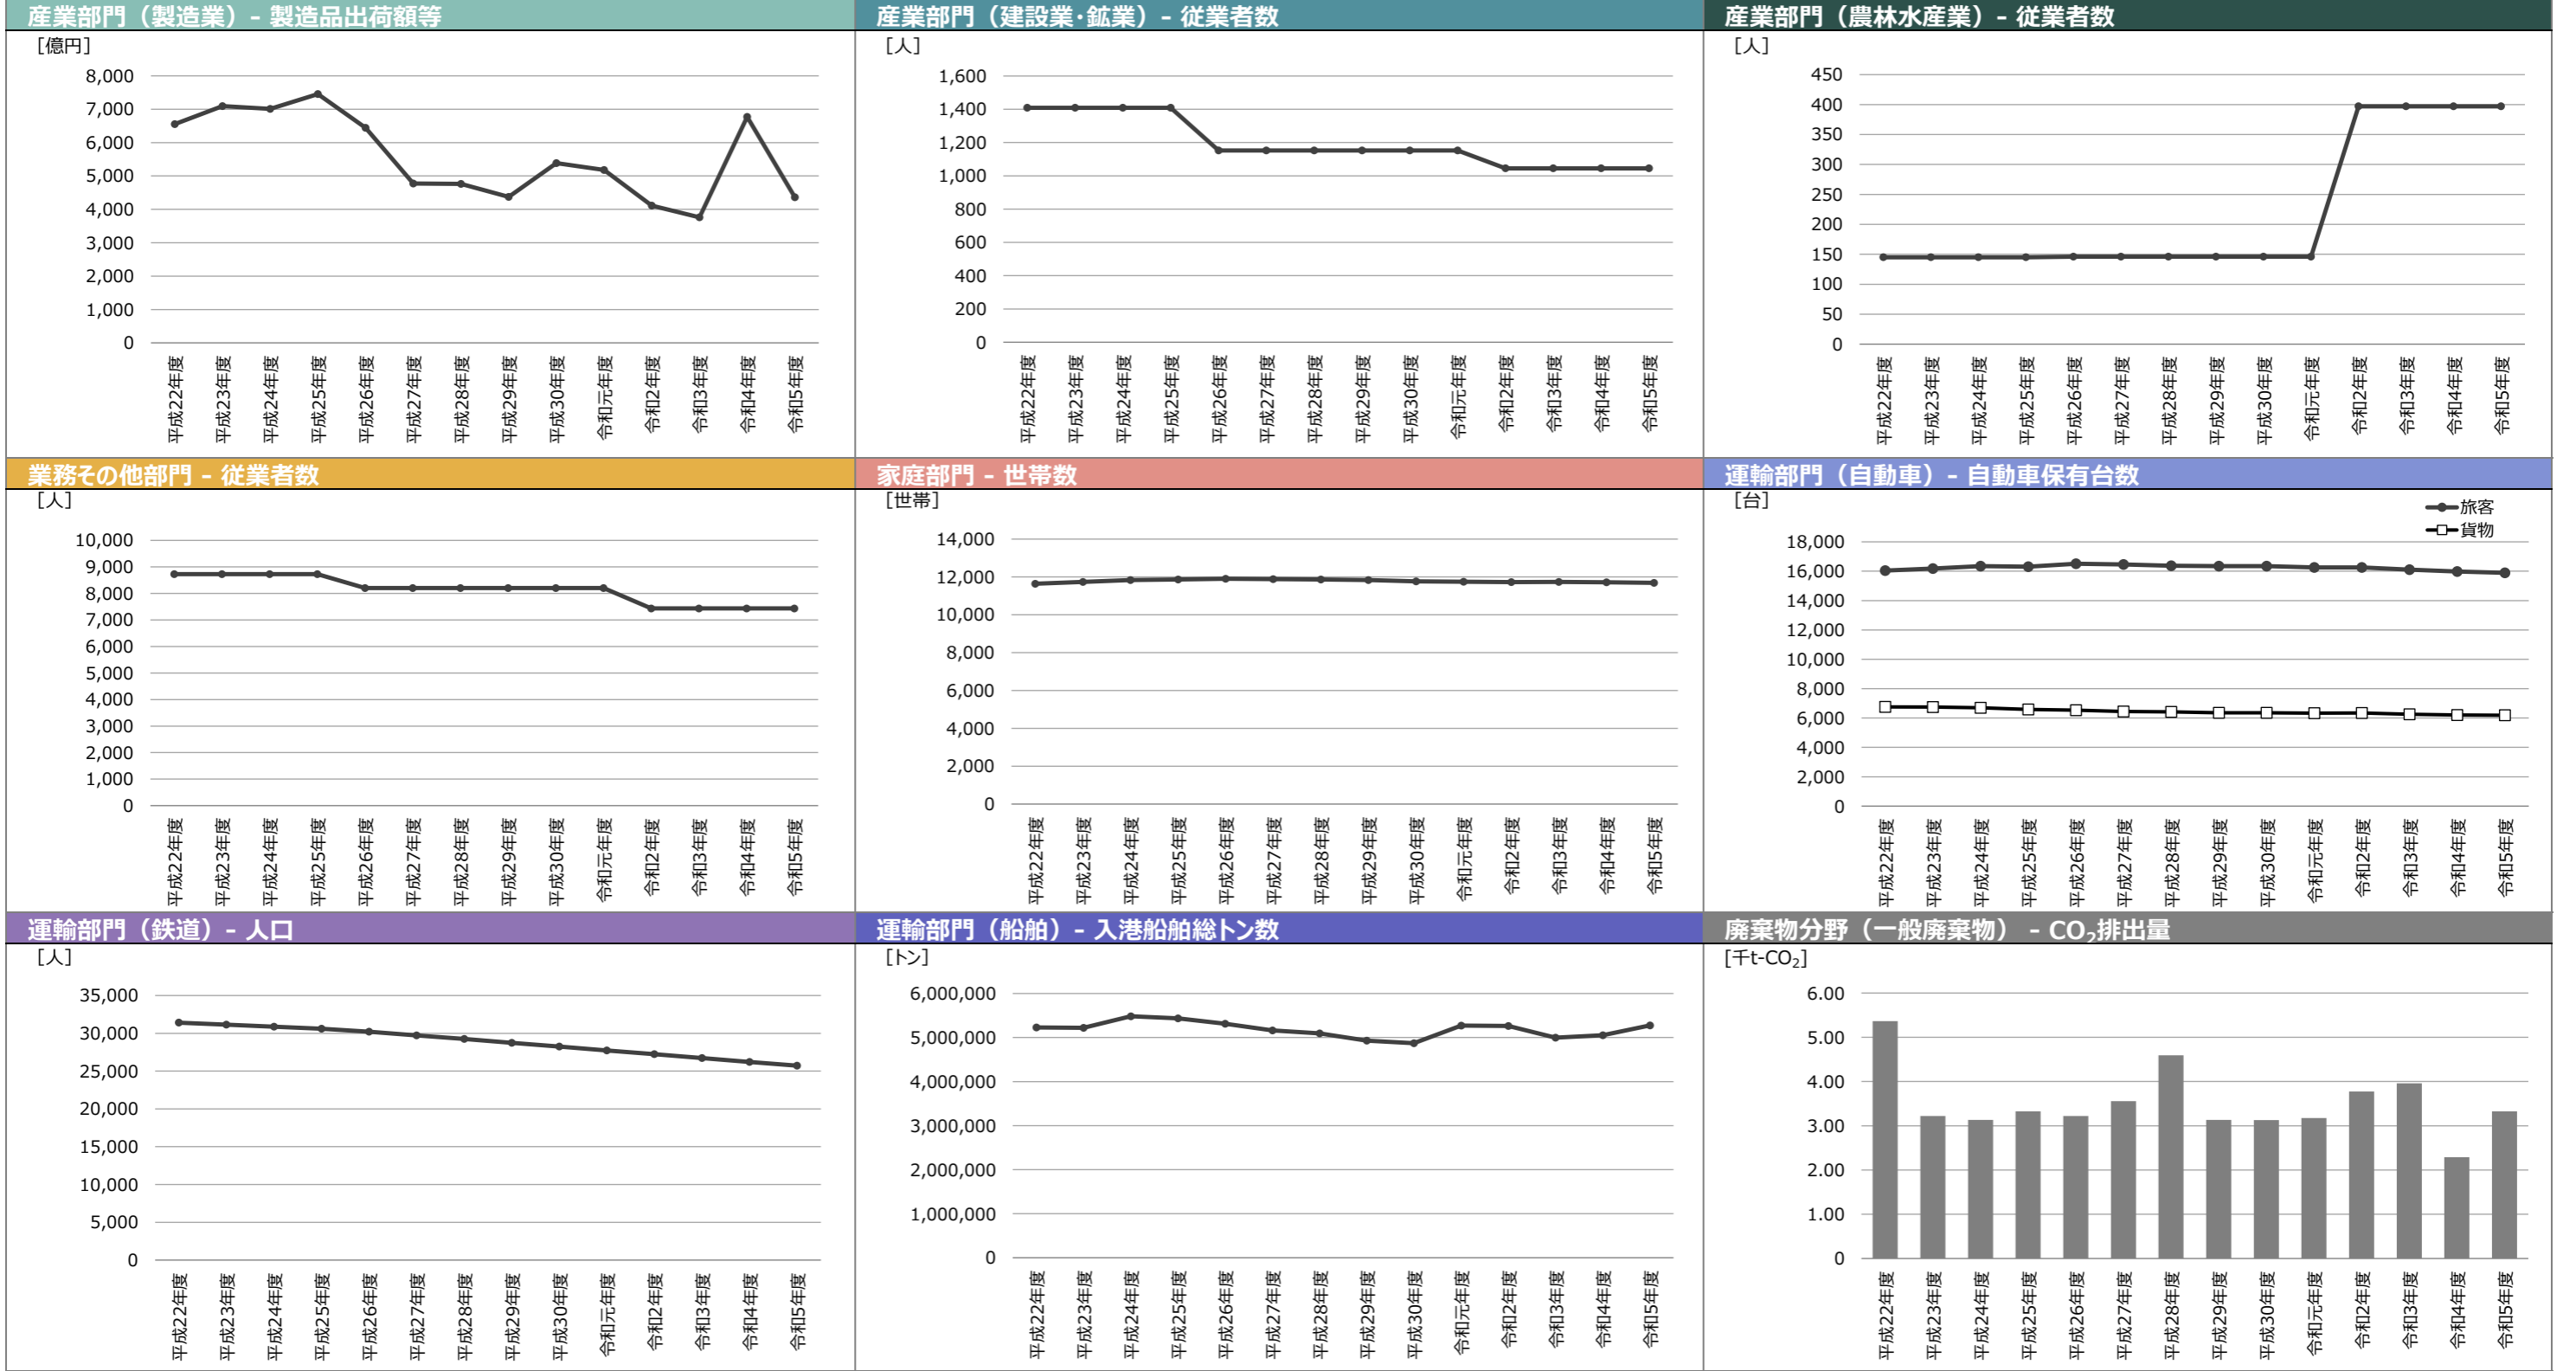 産業部門（製造業）- 製造品出荷額等
[億円]
8,000
7,000
6,000
5,000
4,000
3,000
2,000
1,000
0
平成22年度
平成23年度
平成24年度
平成25年度
平成26年度
平成27年度
平成28年度
平成29年度
平成30年度
令和元年度
令和2年度
令和3年度
令和4年度
令和5年度
産業部門（建設業・鉱業）- 従業者数
[人]
1,600
1,400
1,200
1,000
800
600
400
200
0
平成22年度
平成23年度
平成24年度
平成25年度
平成26年度
平成27年度
平成28年度
平成29年度
平成30年度
令和元年度
令和2年度
令和3年度
令和4年度
令和5年度
産業部門（農林水産業）- 従業者数
[人]
450
400
350
300
250
200
150
100
50
0
平成22年度
平成23年度
平成24年度
平成25年度
平成26年度
平成27年度
平成28年度
平成29年度
平成30年度
令和元年度
令和2年度
令和3年度
令和4年度
令和5年度
業務その他部門 - 従業者数
[人]
10,000
9,000
8,000
7,000
6,000
5,000
4,000
3,000
2,000
1,000
0
平成22年度
平成23年度
平成24年度
平成25年度
平成26年度
平成27年度
平成28年度
平成29年度
平成30年度
令和元年度
令和2年度
令和3年度
令和4年度
令和5年度
家庭部門 - 世帯数
[世帯]
14,000
12,000
10,000
8,000
6,000
4,000
2,000
0
平成22年度
平成23年度
平成24年度
平成25年度
平成26年度
平成27年度
平成28年度
平成29年度
平成30年度
令和元年度
令和2年度
令和3年度
令和4年度
令和5年度
運輸部門（自動車）- 自動車保有台数
[台]
旅客
貨物
18,000
16,000
14,000
12,000
10,000
8,000
6,000
4,000
2,000
0
平成22年度
平成23年度
平成24年度
平成25年度
平成26年度
平成27年度
平成28年度
平成29年度
平成30年度
令和元年度
令和2年度
令和3年度
令和4年度
令和5年度
運輸部門（鉄道）- 人口
[人]
35,000
30,000
25,000
20,000
15,000
10,000
5,000
0
平成22年度
平成23年度
平成24年度
平成25年度
平成26年度
平成27年度
平成28年度
平成29年度
平成30年度
令和元年度
令和2年度
令和3年度
令和4年度
令和5年度
運輸部門（船舶）- 入港船舶総トン数
[トン]
6,000,000
5,000,000
4,000,000
3,000,000
2,000,000
1,000,000
0
平成22年度
平成23年度
平成24年度
平成25年度
平成26年度
平成27年度
平成28年度
平成29年度
平成30年度
令和元年度
令和2年度
令和3年度
令和4年度
令和5年度
廃棄物分野（一般廃棄物） - CO₂排出量
[千t-CO₂]
6.00
5.00
4.00
3.00
2.00
1.00
0
平成22年度
平成23年度
平成24年度
平成25年度
平成26年度
平成27年度
平成28年度
平成29年度
平成30年度
令和元年度
令和2年度
令和3年度
令和4年度
令和5年度